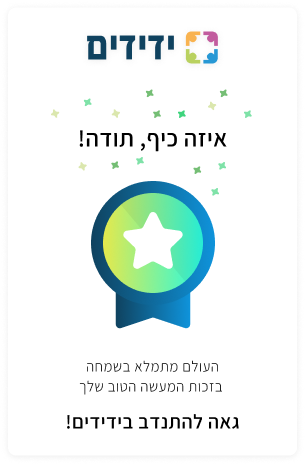 ידידים
איזה כיף, תודה!
העולם מתמלא בשמחה
בזכות המעשה הטוב שלך
גאה להתנדב בידידים!